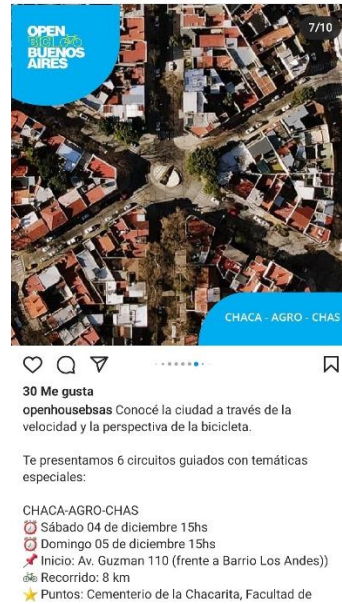 OPEN
BICI
BUENOS
AIRES
7/10
CHACA - AGRO - CHAS
30 Me gusta
openhousebsas Conocé la ciudad a través de la
velocidad y la perspectiva de la bicicleta.
Te presentamos 6 circuitos guiados con temáticas
especiales:
CHACA-AGRO-CHAS
⏰ Sábado 04 de diciembre 15hs
⏰ Domingo 05 de diciembre 15hs
📌 Inicio: Av. Guzman 110 (frente a Barrio Los Andes))
🚲 Recorrido: 8 km
⭐ Puntos: Cementerio de la Chacarita, Facultad de